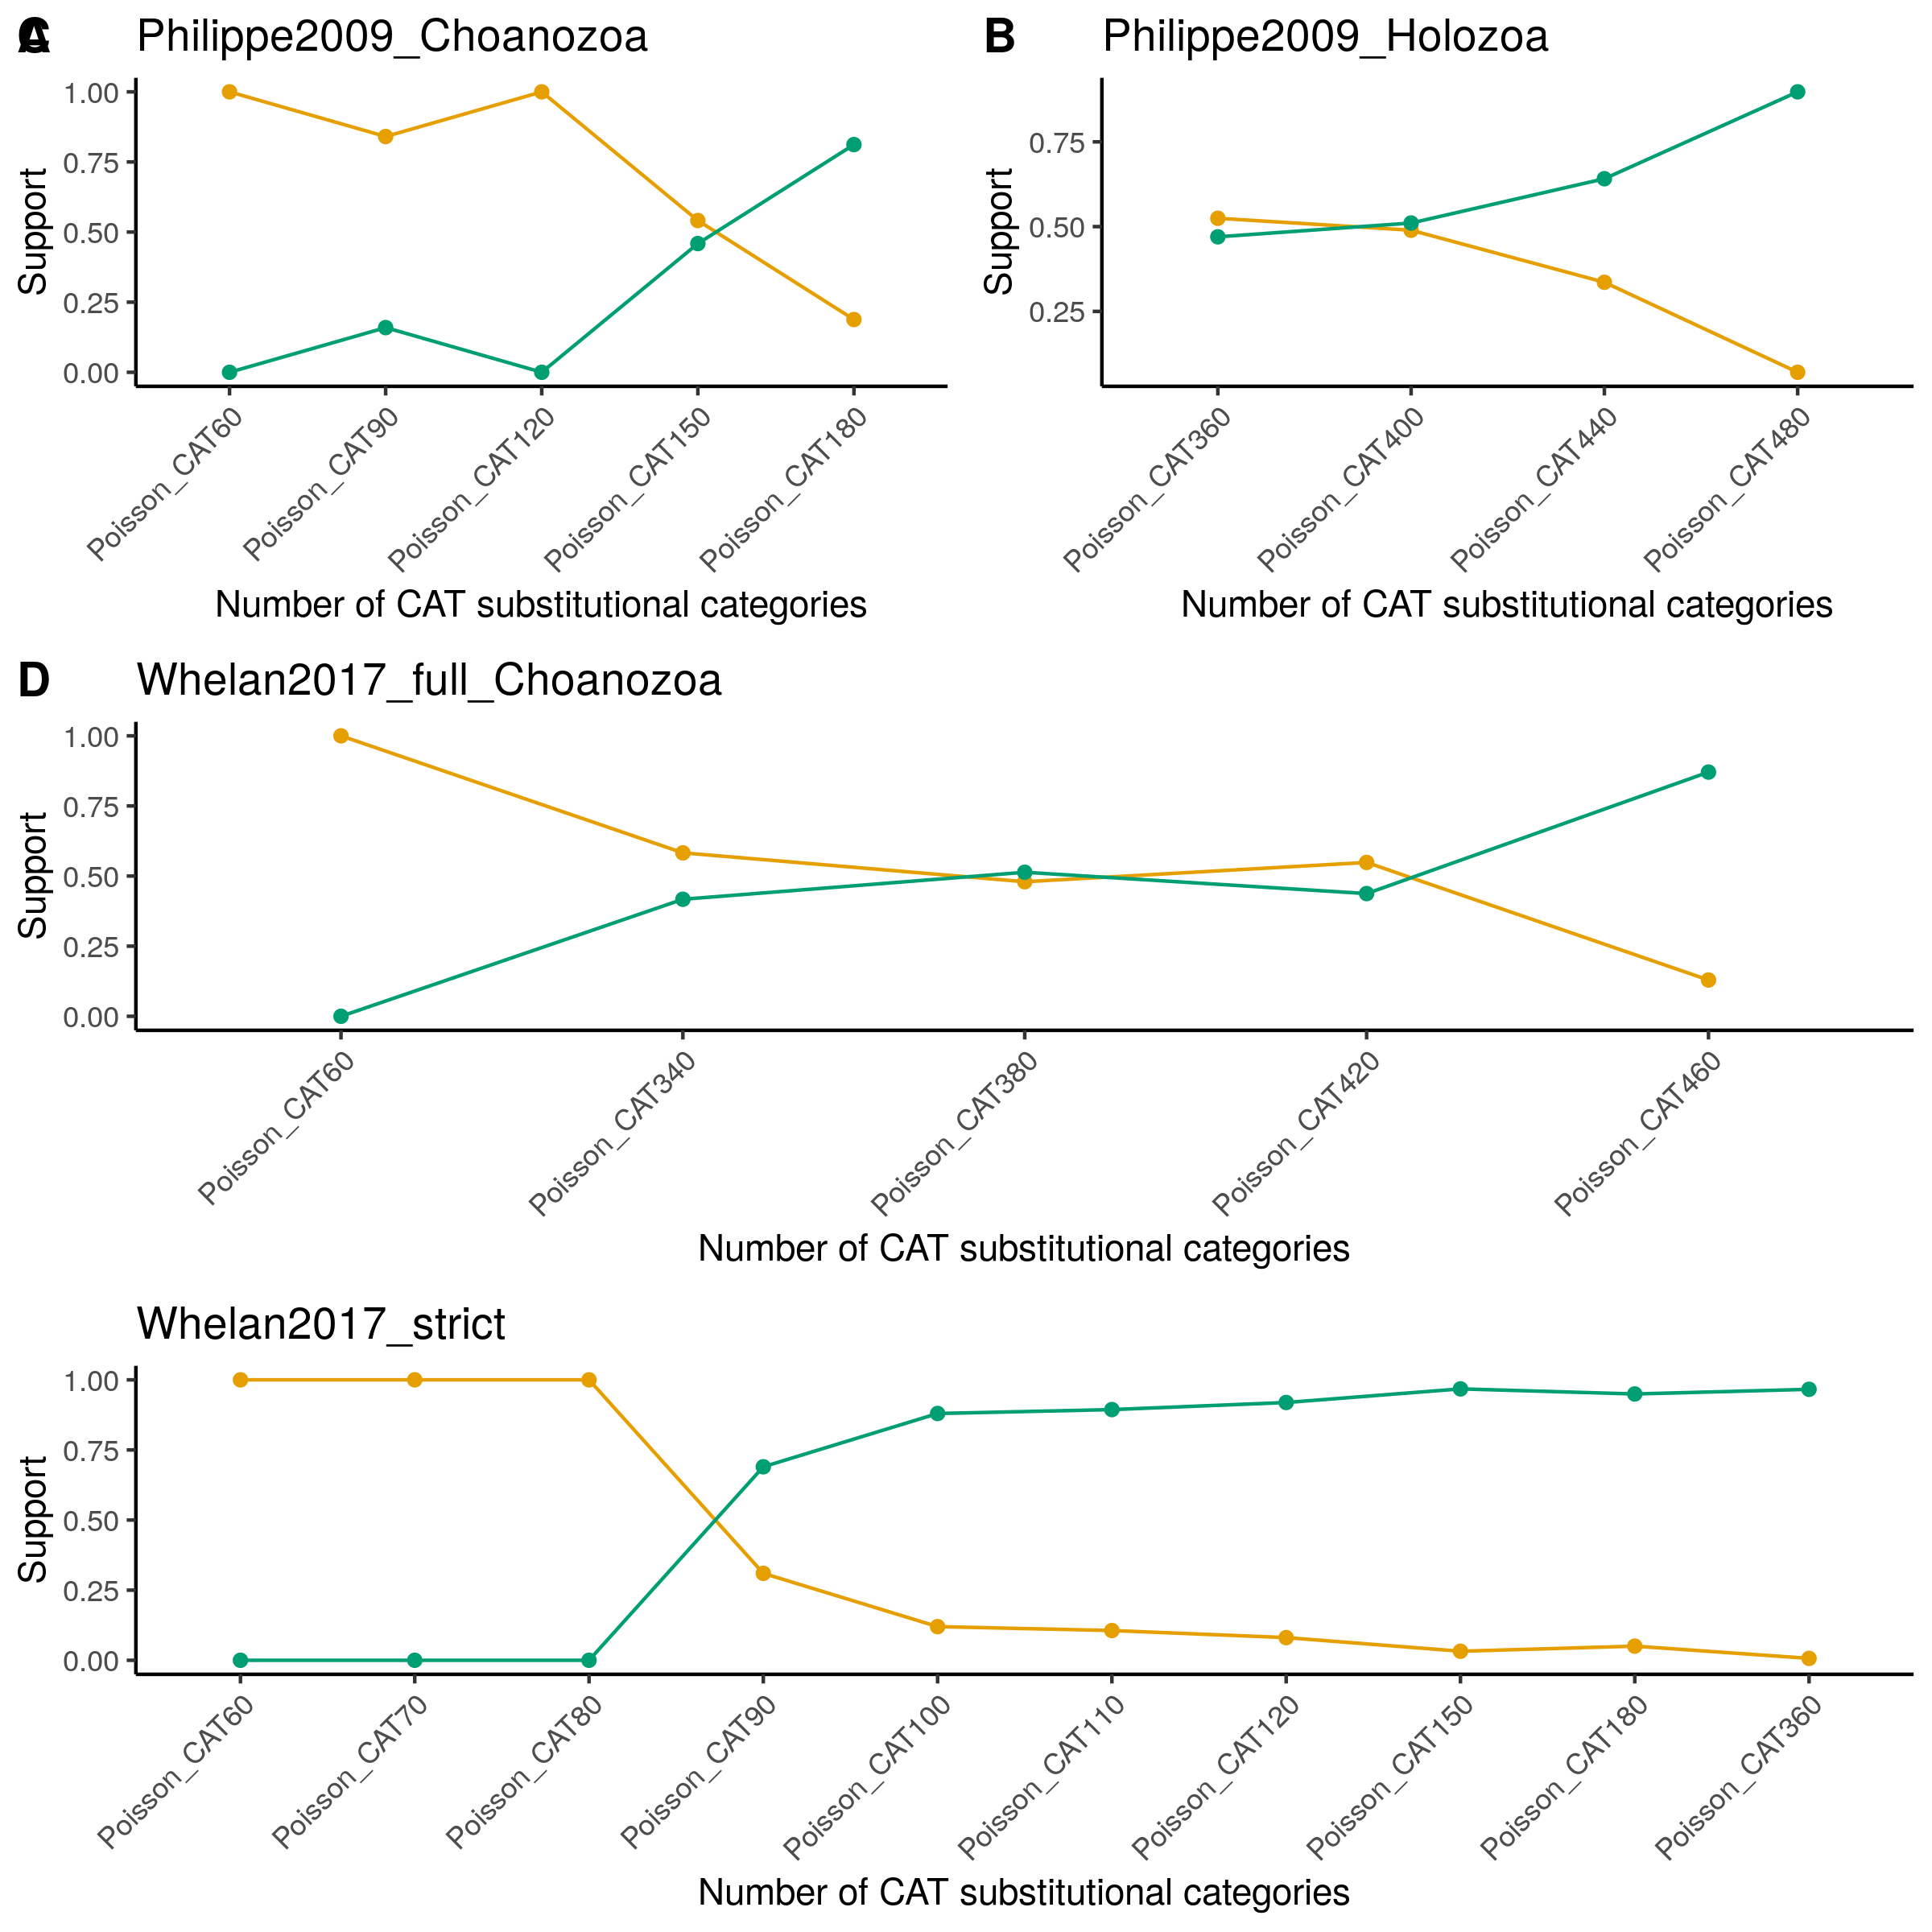 A
C
Philippe2009_Choanozoa
1.00
0.75
0.50
0.25
0.00
Support
Poisson_CAT60
Poisson_CAT90
Poisson_CAT120
Poisson_CAT150
Poisson_CAT180
Number of CAT substitutional categories
B
Philippe2009_Holozoa
0.75
0.50
0.25
Support
Poisson_CAT360
Poisson_CAT400
Poisson_CAT440
Poisson_CAT480
Number of CAT substitutional categories
D
Whelan2017_full_Choanozoa
1.00
0.75
0.50
0.25
0.00
Support
Poisson_CAT60
Poisson_CAT340
Poisson_CAT380
Poisson_CAT420
Poisson_CAT460
Number of CAT substitutional categories
Whelan2017_strict
1.00
0.75
0.50
0.25
0.00
Support
Poisson_CAT60
Poisson_CAT70
Poisson_CAT80
Poisson_CAT90
Poisson_CAT100
Poisson_CAT110
Poisson_CAT120
Poisson_CAT150
Poisson_CAT180
Poisson_CAT360
Number of CAT substitutional categories